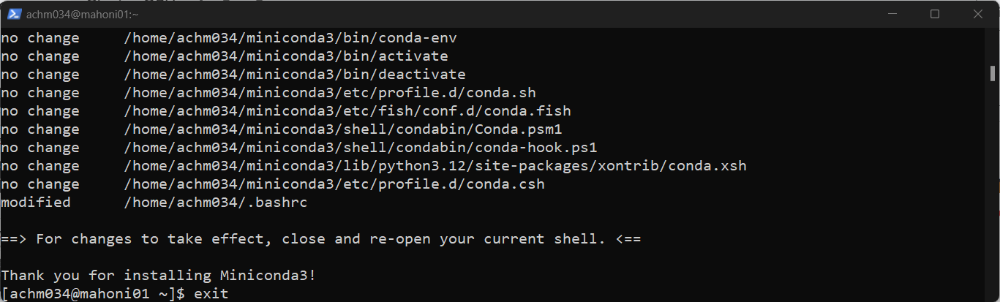 achm034@mahoni01:~
no change     /home/achm034/miniconda3/bin/conda-env
no change     /home/achm034/miniconda3/bin/activate
no change     /home/achm034/miniconda3/bin/deactivate
no change     /home/achm034/miniconda3/etc/profile.d/conda.sh
no change     /home/achm034/miniconda3/etc/fish/conf.d/conda.fish
no change     /home/achm034/miniconda3/shell/condabin/Conda.psm1
no change     /home/achm034/miniconda3/shell/condabin/conda-hook.ps1
no change     /home/achm034/miniconda3/lib/python3.12/site-packages/xontrib/conda.xsh
no change     /home/achm034/miniconda3/etc/profile.d/conda.csh
modified      /home/achm034/.bashrc
==> For changes to take effect, close and re-open your current shell. <==
Thank you for installing Miniconda3!
[achm034@mahoni01 ~]$ exit